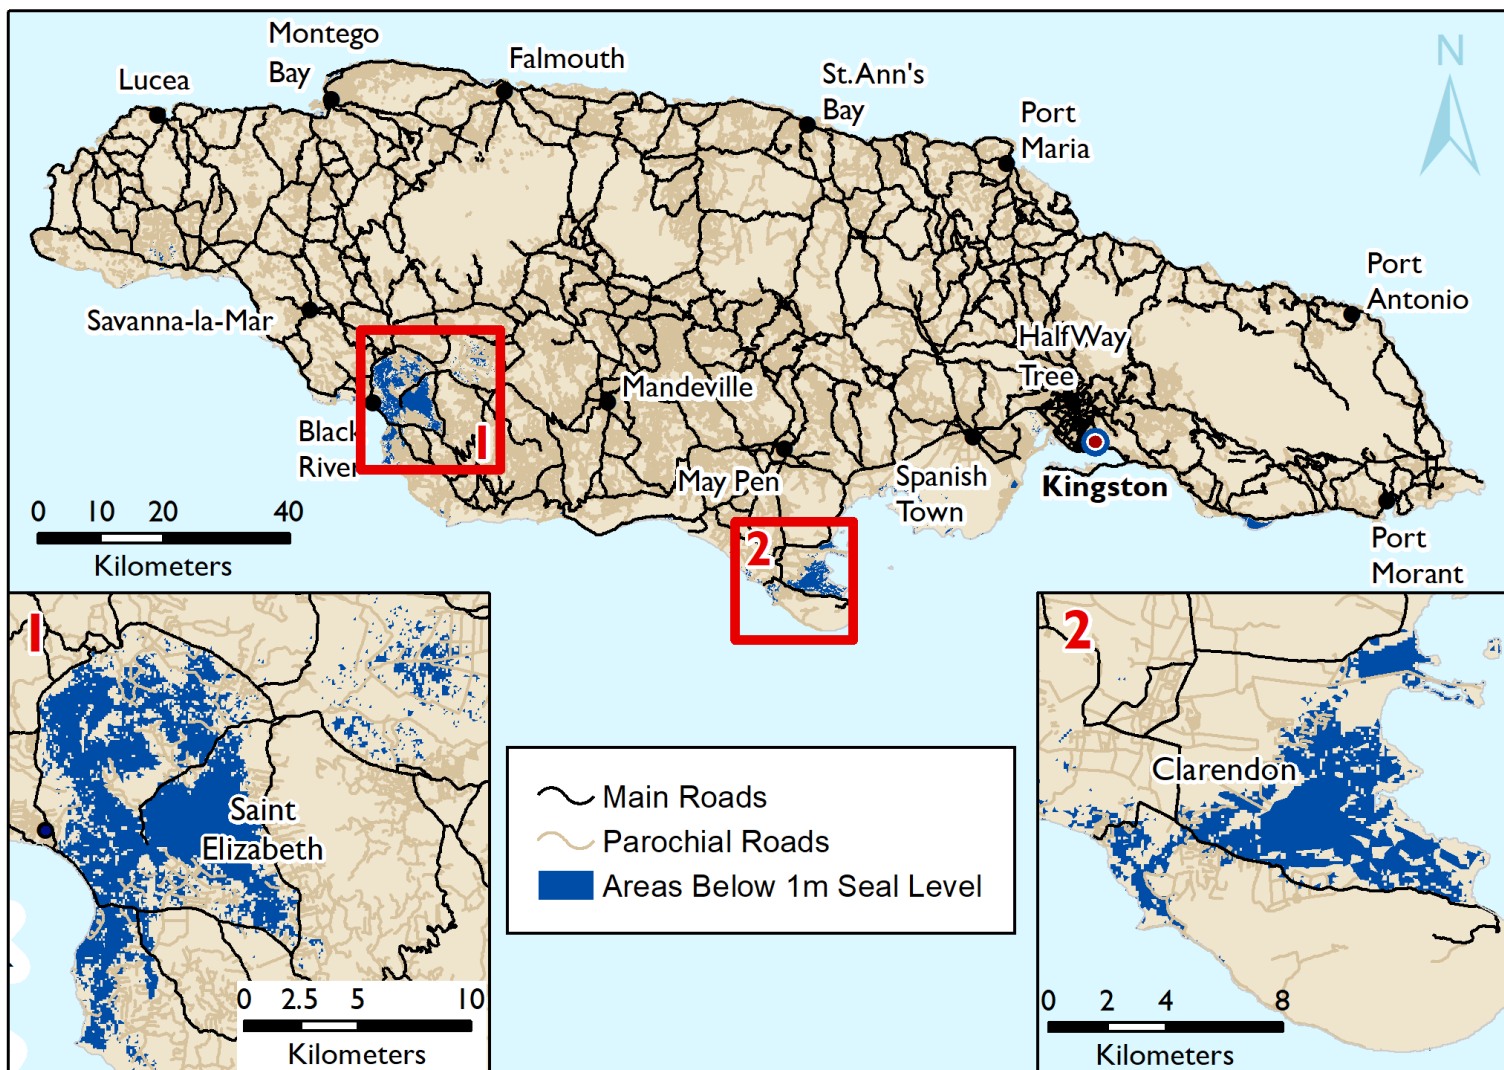 Montego
Bay
Falmouth
Lucea
St.Ann's
Bay
Port
Maria
N
Port
Antonio
Savanna-la-Mar
Half Way
Tree
Mandeville
Black
River
1
May Pen
Spanish
Town
Kingston
Port
Morant
2
0 10 20 40
Kilometers
1
Saint
Elizabeth
0 2.5 5 10
Kilometers
Main Roads
Parochial Roads
Areas Below 1m Seal Level
2
Clarendon
0 2 4 8
Kilometers